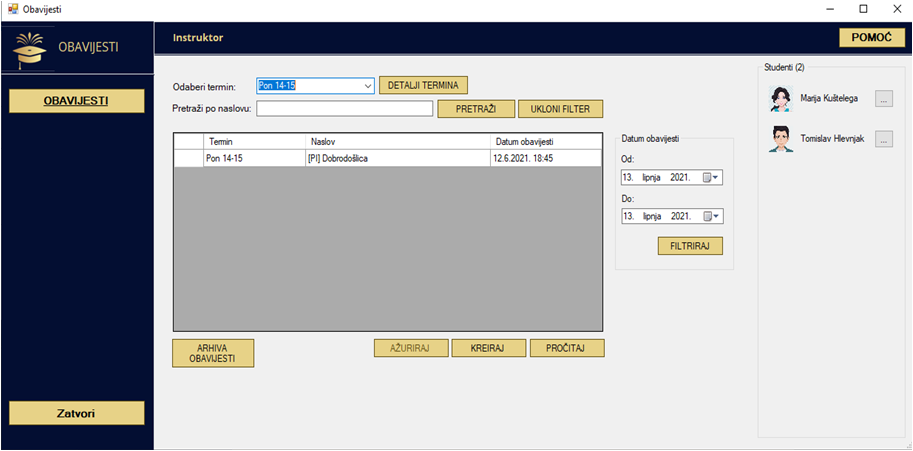 Obavijesti
OBAVIJESTI
Instruktor
POMOĆ
OBAVIJESTI
Zatvori
Odaberi termin:
Pon 14-15
DETALJI TERMINA
Pretraži po naslovu:
PRETRAŽI
UKLONI FILTER
Termin Naslov Datum obavijesti
Pon 14-15 [PI] Dobrodošlica 12.6.2021. 18:45
ARHIVA
OBAVIJESTI
AŽURIRAJ
KREIRAJ
PROČITAJ
Datum obavijesti
Od:
13. lipnja 2021.
Do:
13. lipnja 2021.
FILTRIRAJ
Studenti (2)
Marija Kuštelega ...
Tomislav Hlevnjak ...